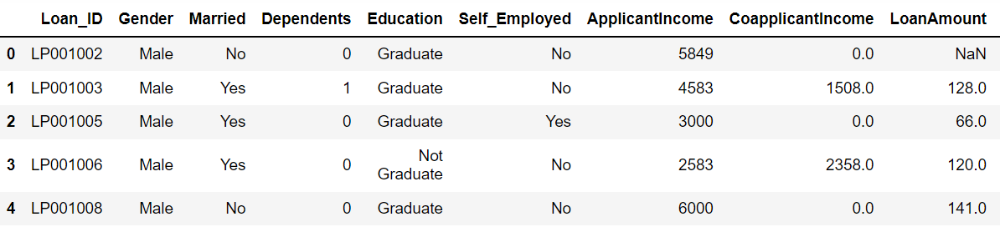 Loan_ID Gender Married Dependents Education Self_Employed ApplicantIncome CoapplicantIncome LoanAmount
0 LP001002 Male No 0 Graduate No 5849 0.0 NaN
1 LP001003 Male Yes 1 Graduate No 4583 1508.0 128.0
2 LP001005 Male Yes 0 Graduate Yes 3000 0.0 66.0
3 LP001006 Male Yes 0 Not Graduate No 2583 2358.0 120.0
4 LP001008 Male No 0 Graduate No 6000 0.0 141.0